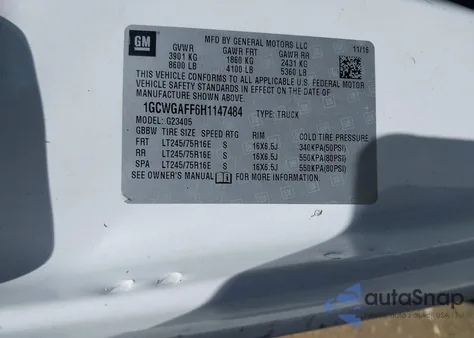 GM
MFD BY GENERAL MOTORS LLC
11/16
GVWR GAWR FRT GAWR RR
3901 KG 1860 KG 2431 KG
8600 LB 4100 LB 5360 LB
THIS VEHICLE CONFORMS TO ALL APPLICABLE U.S. FEDERAL MOTOR
VEHICLE SAFETY STANDARDS IN EFFECT ON THE DATE OF
MANUFACTURE SHOWN ABOVE.
1GCWGAFF6H1147484 TYPE: TRUCK
MODEL: G23405
GBBW TIRE SIZE SPEED RTG RIM COLD TIRE PRESSURE
FRT LT245/75R16E S 16X6.5J 340KPA(50PSI)
RR LT245/75R16E S 16X6.5J 550KPA(80PSI)
SPA LT245/75R16E S 16X6.5J 550KPA(80PSI)
SEE OWNER'S MANUAL FOR MORE INFORMATION.
autoSnap